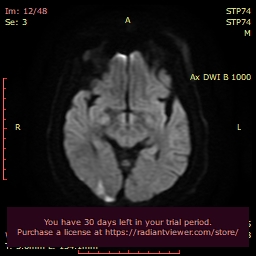 Im: 12/48
Se: 3
A
STP74
STP74
M
Ax DWI B 1000
R
L
You have 30 days left in your trial period.
Purchase a license at https://radiantviewer.com/store/